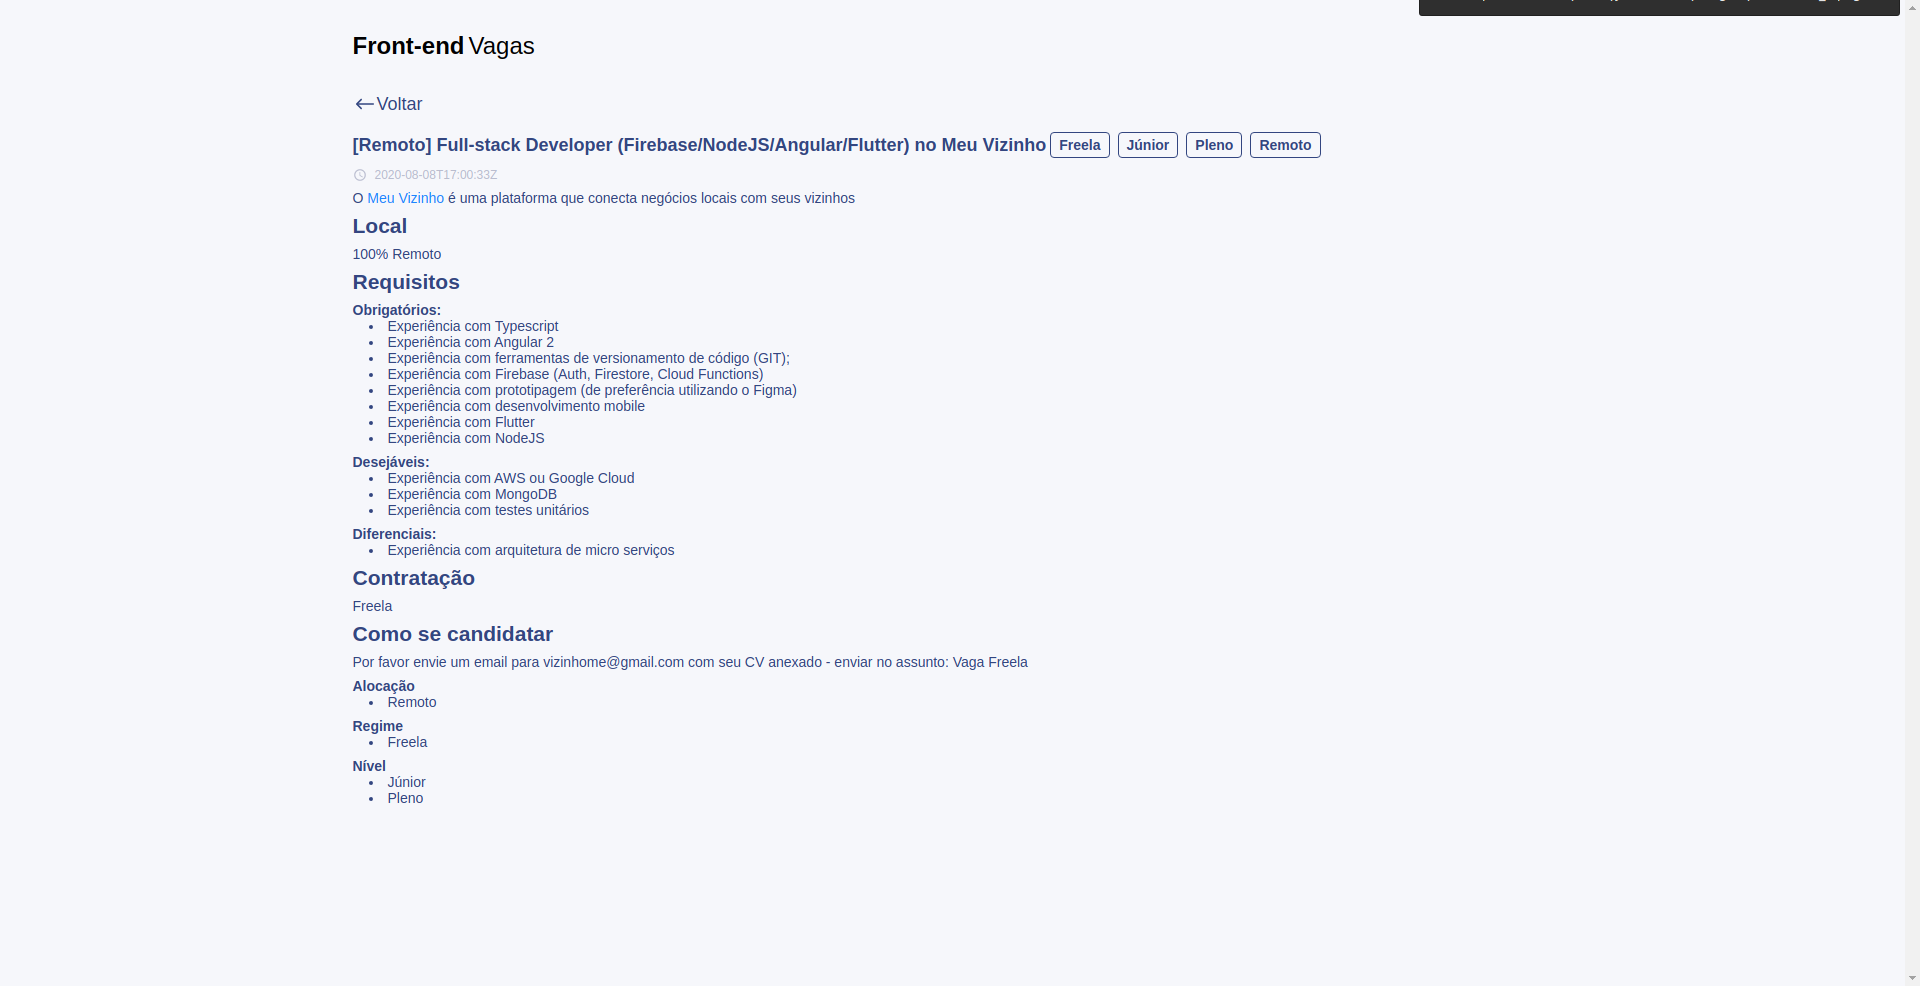 Front-end Vagas
Voltar
[Remoto] Full-stack Developer (Firebase/NodeJS/Angular/Flutter) no Meu Vizinho Freela Júnior Pleno Remoto
2020-08-08T17:00:33Z
O Meu Vizinho é uma plataforma que conecta negócios locais com seus vizinhos
Local
100% Remoto
Requisitos
Obrigatórios:
Experiência com Typescript
Experiência com Angular 2
Experiência com ferramentas de versionamento de código (GIT);
Experiência com Firebase (Auth, Firestore, Cloud Functions)
Experiência com prototipagem (de preferência utilizando o Figma)
Experiência com desenvolvimento mobile
Experiência com Flutter
Experiência com NodeJS
Desejáveis:
Experiência com AWS ou Google Cloud
Experiência com MongoDB
Experiência com testes unitários
Diferenciais:
Experiência com arquitetura de micro serviços
Contratação
Freela
Como se candidatar
Por favor envie um email para vizinhome@gmail.com com seu CV anexado - enviar no assunto: Vaga Freela
Alocação
Remoto
Regime
Freela
Nível
Júnior
Pleno